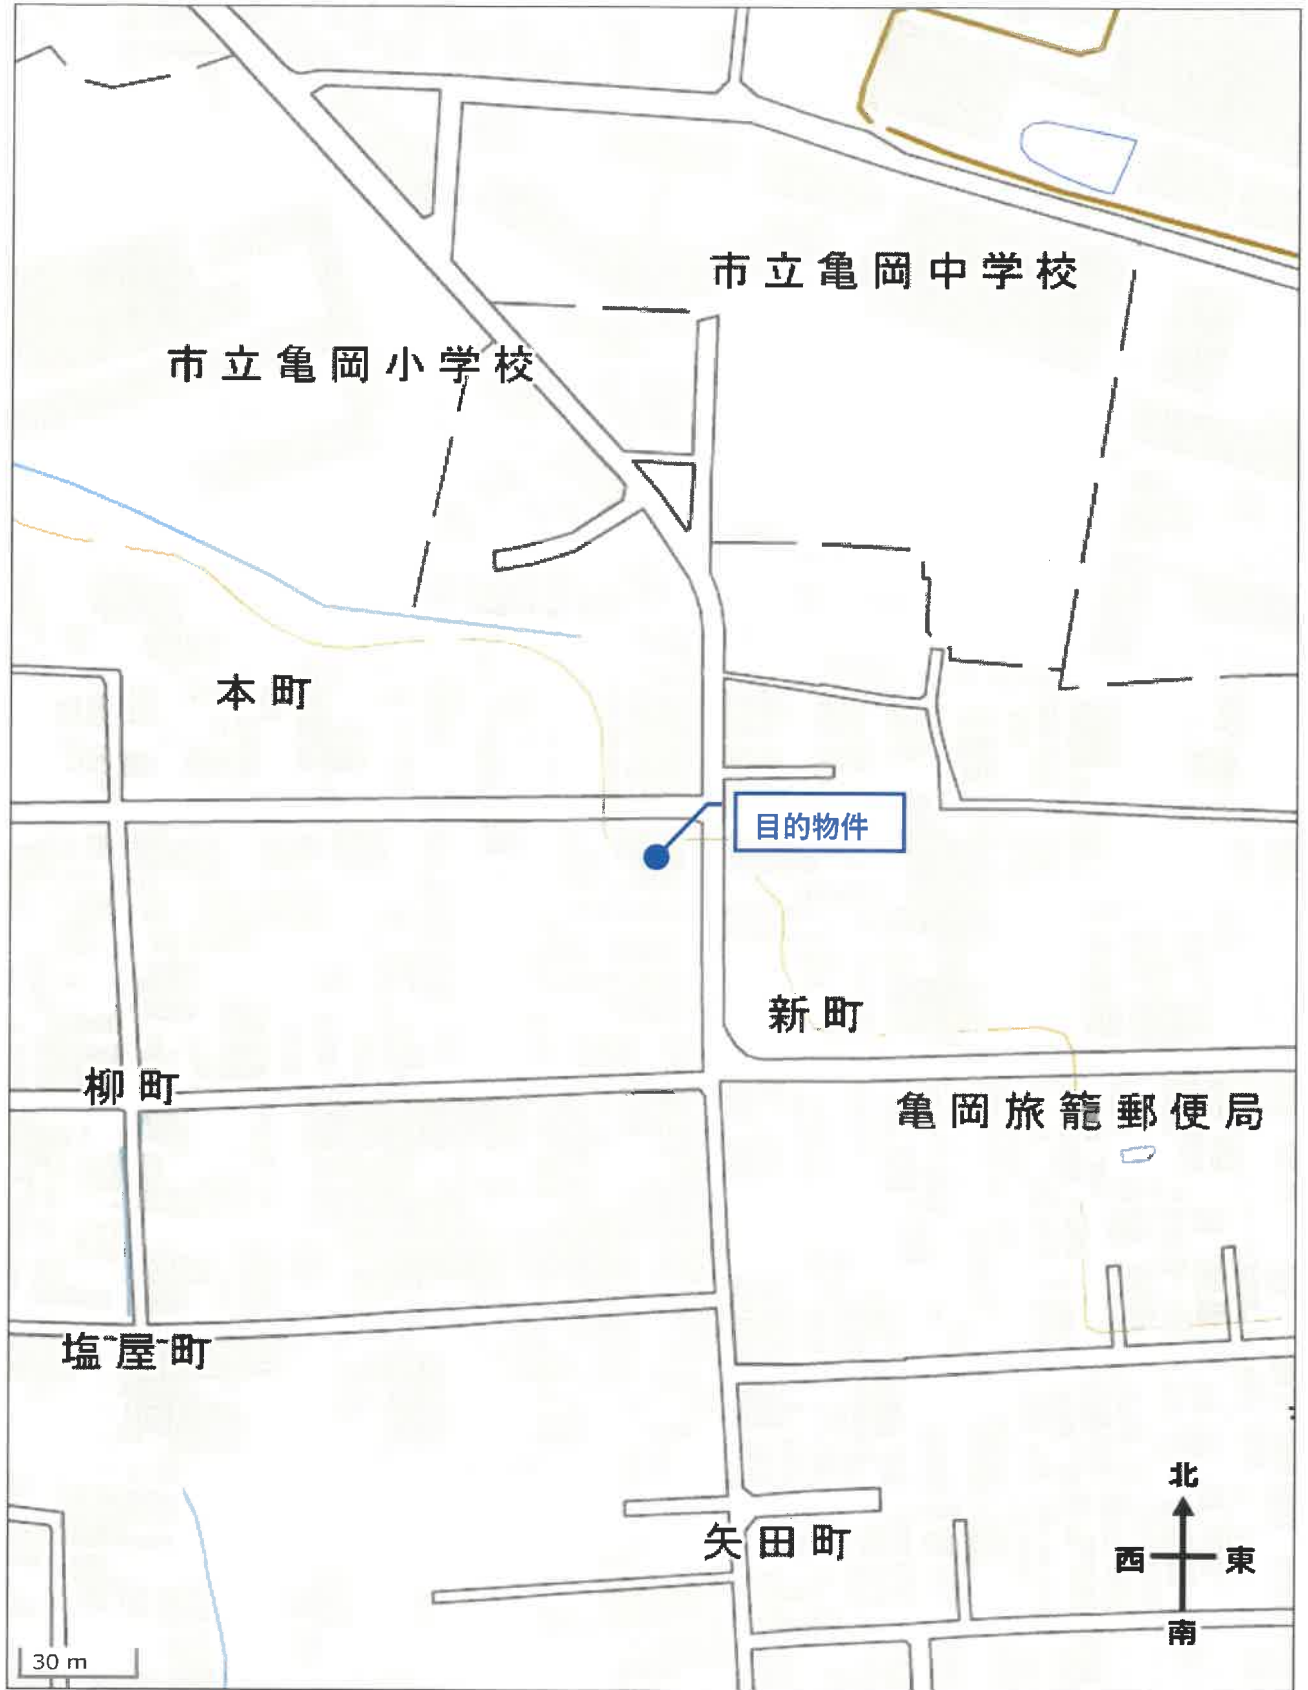 市立亀岡中学校
市立亀岡小学校
本町
目的物件
新町
柳町
亀岡旅籠郵便局
塩屋町
北
矢田町
西
東
南
30 m